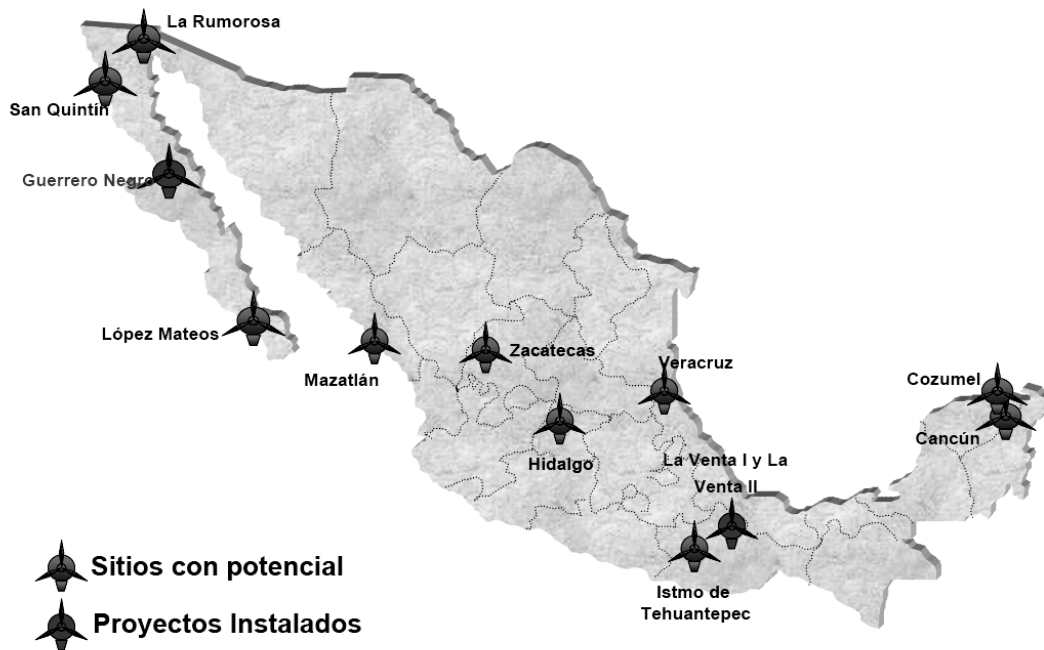 La Rumorosa
San Quintín
Guerrero Negro
López Mateos
Mazatlán
Zacatecas
Veracruz
Cozumel
Cancún
Hidalgo
La Venta I y La
Venta II
Istmo de
Tehuantepec
Sitios con potencial
Proyectos Instalados